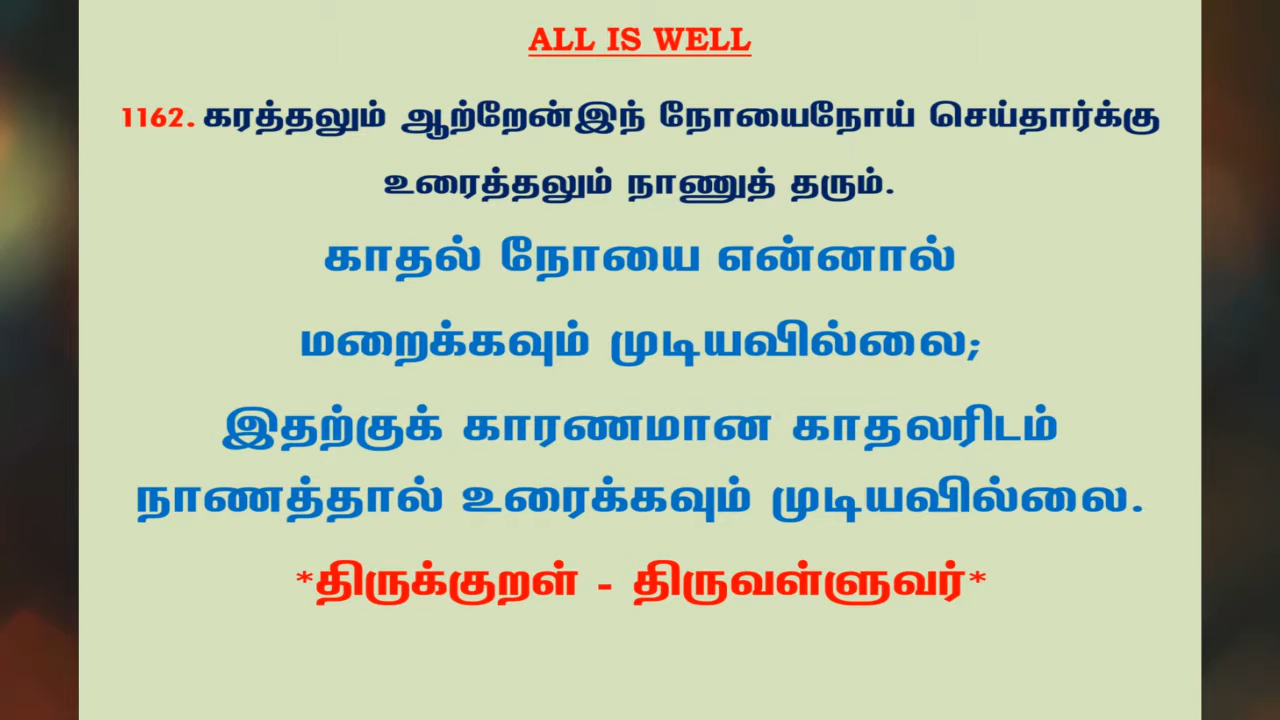 ALL IS WELL
1162. கரத்தலும் ஆற்றேன்இந் நோயைநோய் செய்தார்க்கு
உரைத்தலும் நாணுத் தரும்.
காதல் நோயை என்னால்
மறைக்கவும் முடியவில்லை;
இதற்குக் காரணமான காதலரிடம்
நாணத்தால் உரைக்கவும் முடியவில்லை.
*திருக்குறள் - திருவள்ளுவர்*